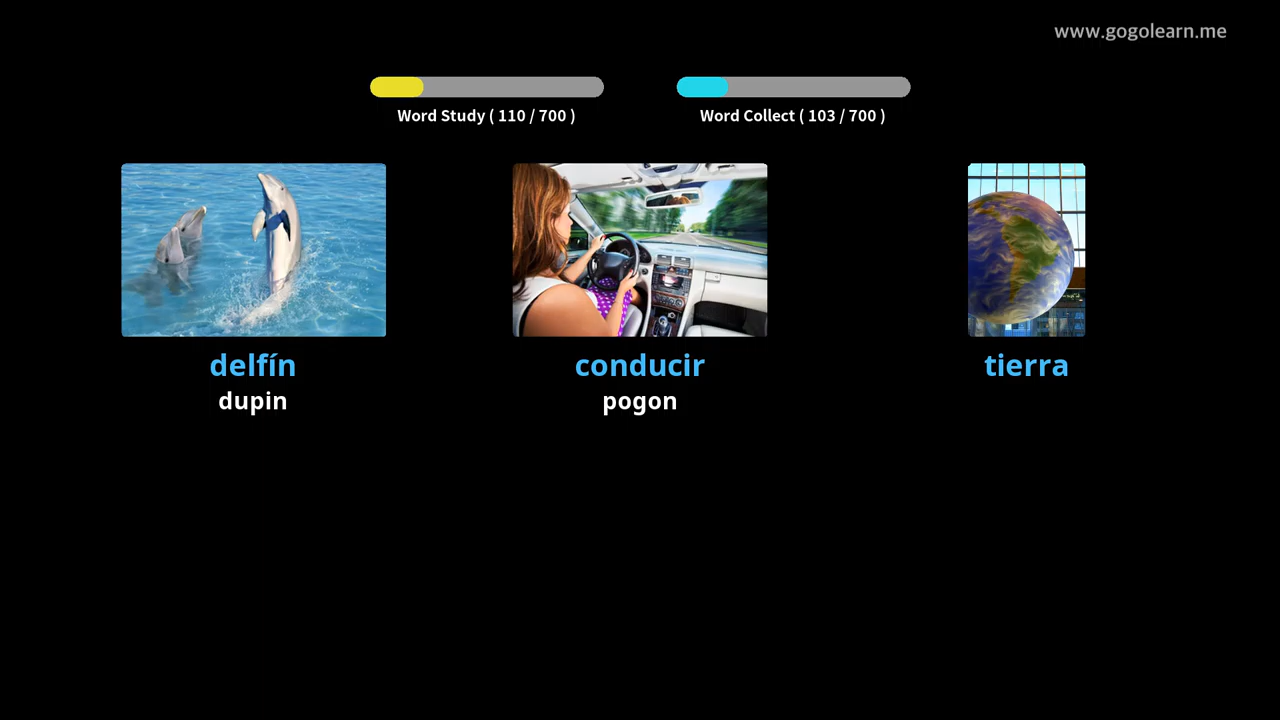 www.gogolearn.me
Word Study ( 110 / 700 )
Word Collect ( 103 / 700 )
delfín
dupin
conducir
pogon
tierra